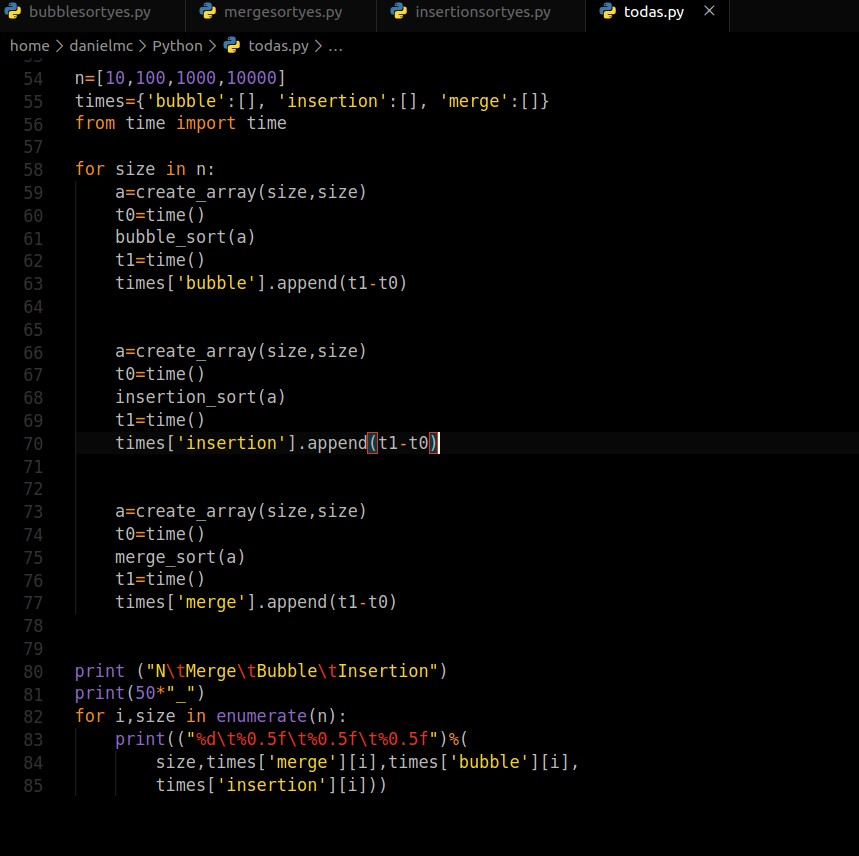 bubblesortyes.py mergesortyes.py insertionsortyes.py todas.py ×
home > danielmc > Python > todas.py > ...
53
54 n=[10,100,1000,10000]
55 times={'bubble':[], 'insertion':[], 'merge':[]}
56 from time import time
57
58 for size in n:
59     a=create_array(size,size)
60     t0=time()
61     bubble_sort(a)
62     t1=time()
63     times['bubble'].append(t1-t0)
64
65
66     a=create_array(size,size)
67     t0=time()
68     insertion_sort(a)
69     t1=time()
70     times['insertion'].append(t1-t0)
71
72
73     a=create_array(size,size)
74     t0=time()
75     merge_sort(a)
76     t1=time()
77     times['merge'].append(t1-t0)
78
79
80 print ("N\tMerge\tBubble\tInsertion")
81 print(50*"_")
82 for i,size in enumerate(n):
83     print(("%d\t%0.5f\t%0.5f\t%0.5f")%(
84         size,times['merge'][i],times['bubble'][i],
85         times['insertion'][i]))